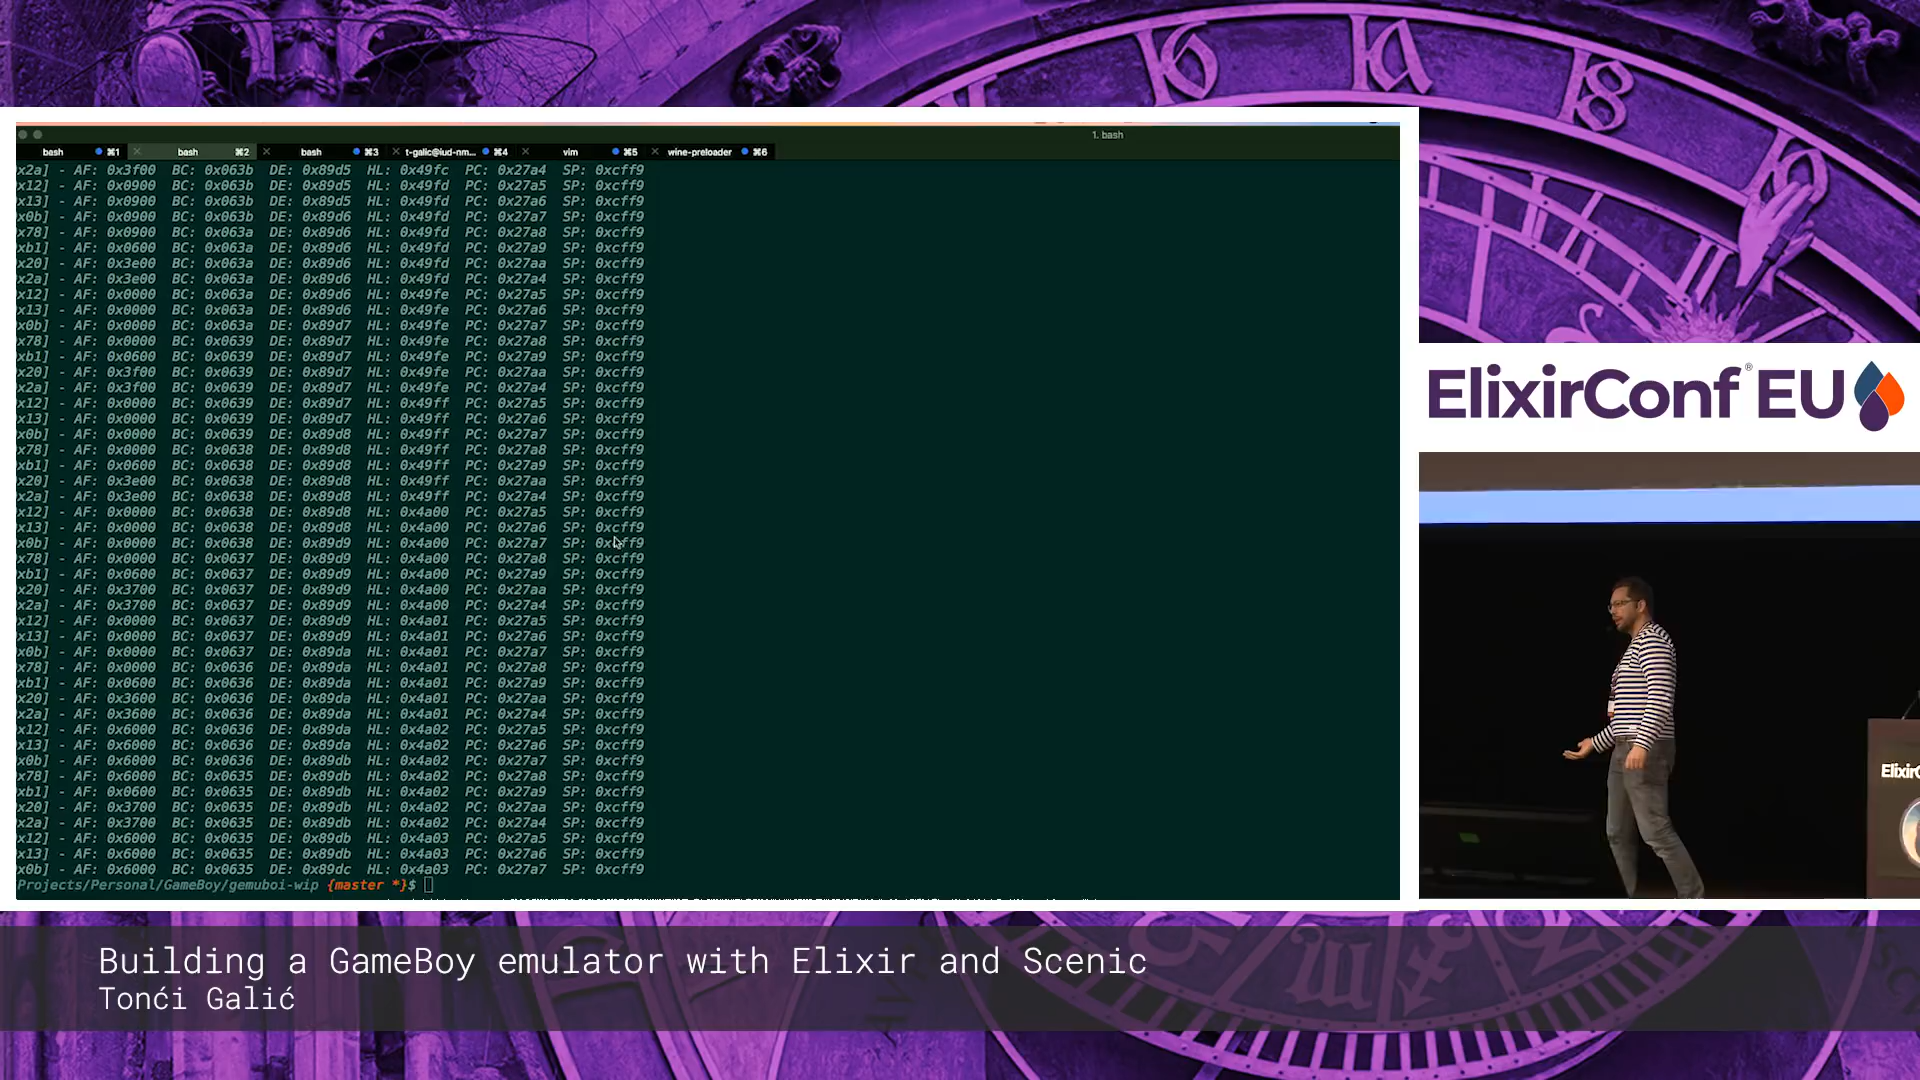 1. bash
bash ⌘1 bash ⌘2 bash ⌘3 t-galic@iud-nm... ⌘4 vim ⌘5 wine-preloader ⌘6
x2a] - AF: 0x3f00 BC: 0x063b DE: 0x89d5 HL: 0x49fc PC: 0x27a4 SP: 0xcff9
x12] - AF: 0x0900 BC: 0x063b DE: 0x89d5 HL: 0x49fd PC: 0x27a5 SP: 0xcff9
x13] - AF: 0x0900 BC: 0x063b DE: 0x89d5 HL: 0x49fd PC: 0x27a6 SP: 0xcff9
x0b] - AF: 0x0900 BC: 0x063b DE: 0x89d6 HL: 0x49fd PC: 0x27a7 SP: 0xcff9
x78] - AF: 0x0900 BC: 0x063a DE: 0x89d6 HL: 0x49fd PC: 0x27a8 SP: 0xcff9
xb1] - AF: 0x0600 BC: 0x063a DE: 0x89d6 HL: 0x49fd PC: 0x27a9 SP: 0xcff9
x20] - AF: 0x3e00 BC: 0x063a DE: 0x89d6 HL: 0x49fd PC: 0x27aa SP: 0xcff9
x2a] - AF: 0x3e00 BC: 0x063a DE: 0x89d6 HL: 0x49fd PC: 0x27a4 SP: 0xcff9
x12] - AF: 0x0000 BC: 0x063a DE: 0x89d6 HL: 0x49fe PC: 0x27a5 SP: 0xcff9
x13] - AF: 0x0000 BC: 0x063a DE: 0x89d6 HL: 0x49fe PC: 0x27a6 SP: 0xcff9
x0b] - AF: 0x0000 BC: 0x063a DE: 0x89d7 HL: 0x49fe PC: 0x27a7 SP: 0xcff9
x78] - AF: 0x0000 BC: 0x0639 DE: 0x89d7 HL: 0x49fe PC: 0x27a8 SP: 0xcff9
xb1] - AF: 0x0600 BC: 0x0639 DE: 0x89d7 HL: 0x49fe PC: 0x27a9 SP: 0xcff9
x20] - AF: 0x3f00 BC: 0x0639 DE: 0x89d7 HL: 0x49fe PC: 0x27aa SP: 0xcff9
x2a] - AF: 0x3f00 BC: 0x0639 DE: 0x89d7 HL: 0x49fe PC: 0x27a4 SP: 0xcff9
x12] - AF: 0x0000 BC: 0x0639 DE: 0x89d7 HL: 0x49ff PC: 0x27a5 SP: 0xcff9
x13] - AF: 0x0000 BC: 0x0639 DE: 0x89d7 HL: 0x49ff PC: 0x27a6 SP: 0xcff9
x0b] - AF: 0x0000 BC: 0x0639 DE: 0x89d8 HL: 0x49ff PC: 0x27a7 SP: 0xcff9
x78] - AF: 0x0000 BC: 0x0638 DE: 0x89d8 HL: 0x49ff PC: 0x27a8 SP: 0xcff9
xb1] - AF: 0x0600 BC: 0x0638 DE: 0x89d8 HL: 0x49ff PC: 0x27a9 SP: 0xcff9
x20] - AF: 0x3e00 BC: 0x0638 DE: 0x89d8 HL: 0x49ff PC: 0x27aa SP: 0xcff9
x2a] - AF: 0x3e00 BC: 0x0638 DE: 0x89d8 HL: 0x49ff PC: 0x27a4 SP: 0xcff9
x12] - AF: 0x0000 BC: 0x0638 DE: 0x89d8 HL: 0x4a00 PC: 0x27a5 SP: 0xcff9
x13] - AF: 0x0000 BC: 0x0638 DE: 0x89d8 HL: 0x4a00 PC: 0x27a6 SP: 0xcff9
x0b] - AF: 0x0000 BC: 0x0638 DE: 0x89d9 HL: 0x4a00 PC: 0x27a7 SP: 0xcff9
x78] - AF: 0x0000 BC: 0x0637 DE: 0x89d9 HL: 0x4a00 PC: 0x27a8 SP: 0xcff9
xb1] - AF: 0x0600 BC: 0x0637 DE: 0x89d9 HL: 0x4a00 PC: 0x27a9 SP: 0xcff9
x20] - AF: 0x3700 BC: 0x0637 DE: 0x89d9 HL: 0x4a00 PC: 0x27aa SP: 0xcff9
x2a] - AF: 0x3700 BC: 0x0637 DE: 0x89d9 HL: 0x4a00 PC: 0x27a4 SP: 0xcff9
x12] - AF: 0x0000 BC: 0x0637 DE: 0x89d9 HL: 0x4a01 PC: 0x27a5 SP: 0xcff9
x13] - AF: 0x0000 BC: 0x0637 DE: 0x89d9 HL: 0x4a01 PC: 0x27a6 SP: 0xcff9
x0b] - AF: 0x0000 BC: 0x0637 DE: 0x89da HL: 0x4a01 PC: 0x27a7 SP: 0xcff9
x78] - AF: 0x0000 BC: 0x0636 DE: 0x89da HL: 0x4a01 PC: 0x27a8 SP: 0xcff9
xb1] - AF: 0x0600 BC: 0x0636 DE: 0x89da HL: 0x4a01 PC: 0x27a9 SP: 0xcff9
x20] - AF: 0x3600 BC: 0x0636 DE: 0x89da HL: 0x4a01 PC: 0x27aa SP: 0xcff9
x2a] - AF: 0x3600 BC: 0x0636 DE: 0x89da HL: 0x4a01 PC: 0x27a4 SP: 0xcff9
x12] - AF: 0x6000 BC: 0x0636 DE: 0x89da HL: 0x4a02 PC: 0x27a5 SP: 0xcff9
x13] - AF: 0x6000 BC: 0x0636 DE: 0x89da HL: 0x4a02 PC: 0x27a6 SP: 0xcff9
x0b] - AF: 0x6000 BC: 0x0636 DE: 0x89db HL: 0x4a02 PC: 0x27a7 SP: 0xcff9
x78] - AF: 0x6000 BC: 0x0635 DE: 0x89db HL: 0x4a02 PC: 0x27a8 SP: 0xcff9
xb1] - AF: 0x0600 BC: 0x0635 DE: 0x89db HL: 0x4a02 PC: 0x27a9 SP: 0xcff9
x20] - AF: 0x3700 BC: 0x0635 DE: 0x89db HL: 0x4a02 PC: 0x27aa SP: 0xcff9
x2a] - AF: 0x3700 BC: 0x0635 DE: 0x89db HL: 0x4a02 PC: 0x27a4 SP: 0xcff9
x12] - AF: 0x6000 BC: 0x0635 DE: 0x89db HL: 0x4a03 PC: 0x27a5 SP: 0xcff9
x13] - AF: 0x6000 BC: 0x0635 DE: 0x89db HL: 0x4a03 PC: 0x27a6 SP: 0xcff9
x0b] - AF: 0x6000 BC: 0x0635 DE: 0x89dc HL: 0x4a03 PC: 0x27a7 SP: 0xcff9
Projects/Personal/GameBoy/gemuboi-wip {master *}$
ElixirConf® EU
Elixir
Building a GameBoy emulator with Elixir and Scenic
Tonći Galić